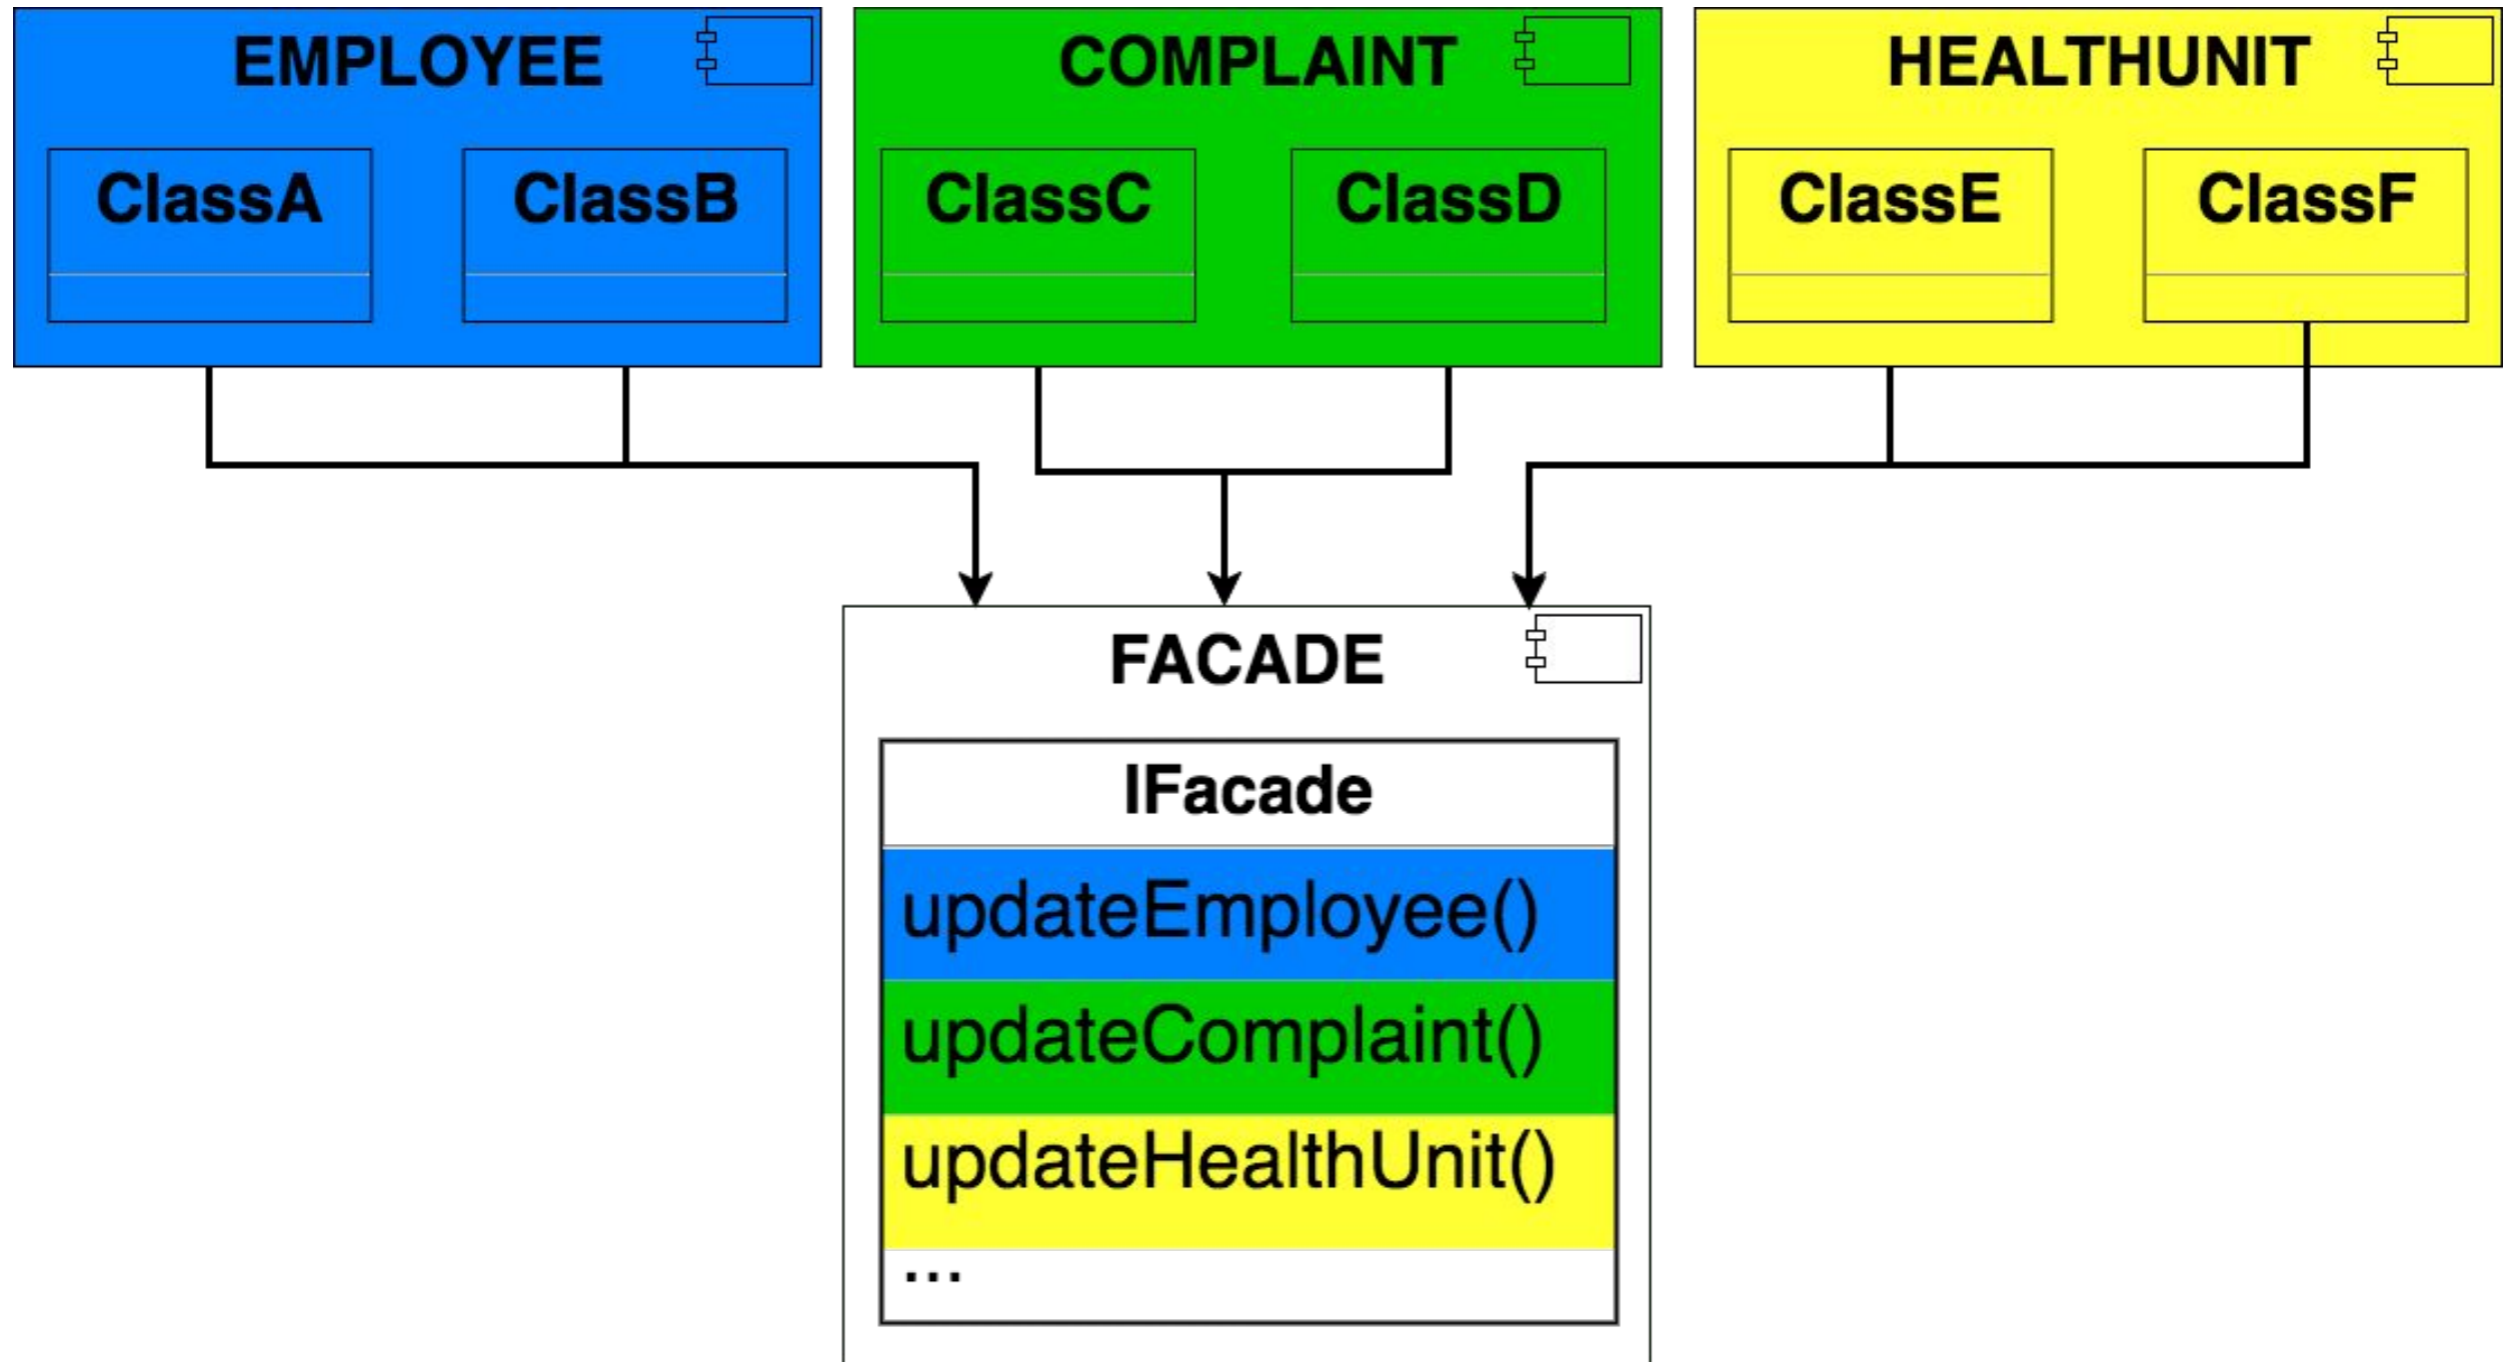 EMPLOYEE
COMPLAINT
HEALTHUNIT
ClassA
ClassB
ClassC
ClassD
ClassE
ClassF
FACADE
IFacade
updateEmployee()
updateComplaint()
updateHealthUnit()
...